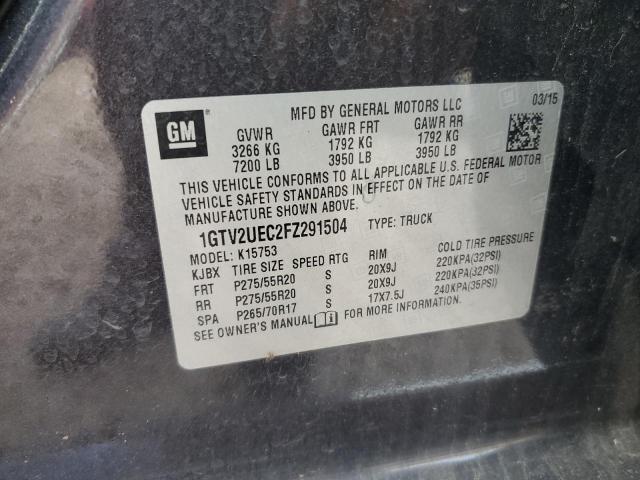 MFD BY GENERAL MOTORS LLC 03/15
GM
GVWR GAWR FRT GAWR RR
3266 KG 1792 KG 1792 KG
7200 LB 3950 LB 3950 LB
THIS VEHICLE CONFORMS TO ALL APPLICABLE U.S. FEDERAL MOTOR
VEHICLE SAFETY STANDARDS IN EFFECT ON THE DATE OF
MANUFACTURE SHOWN ABOVE.
1GTV2UEC2FZ291504 TYPE: TRUCK
MODEL: K15753
KJBX TIRE SIZE SPEED RTG RIM COLD TIRE PRESSURE
FRT P275/55R20 S 20X9J 220KPA(32PSI)
RR P275/55R20 S 20X9J 220KPA(32PSI)
SPA P265/70R17 S 17X7.5J 240KPA(35PSI)
SEE OWNER'S MANUAL FOR MORE INFORMATION.